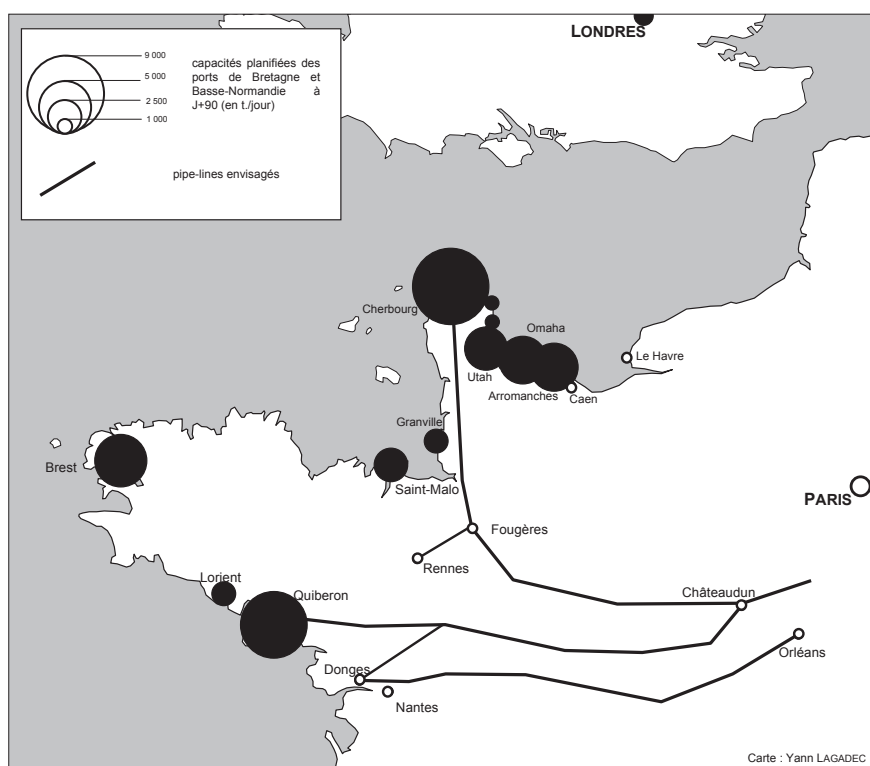 LONDRES
9 000
5 000
2 500
1 000
capacités planifiées des
ports de Bretagne et
Basse-Normandie à
J+90 (en t./jour)
pipe-lines envisagés
Cherbourg
Omaha
Le Havre
Utah
Arromanches
Caen
Granville
Brest
Saint-Malo
PARIS
Fougères
Rennes
Lorient
Quiberon
Châteaudun
Orléans
Donges
Nantes
Carte : Yann LAGADEC